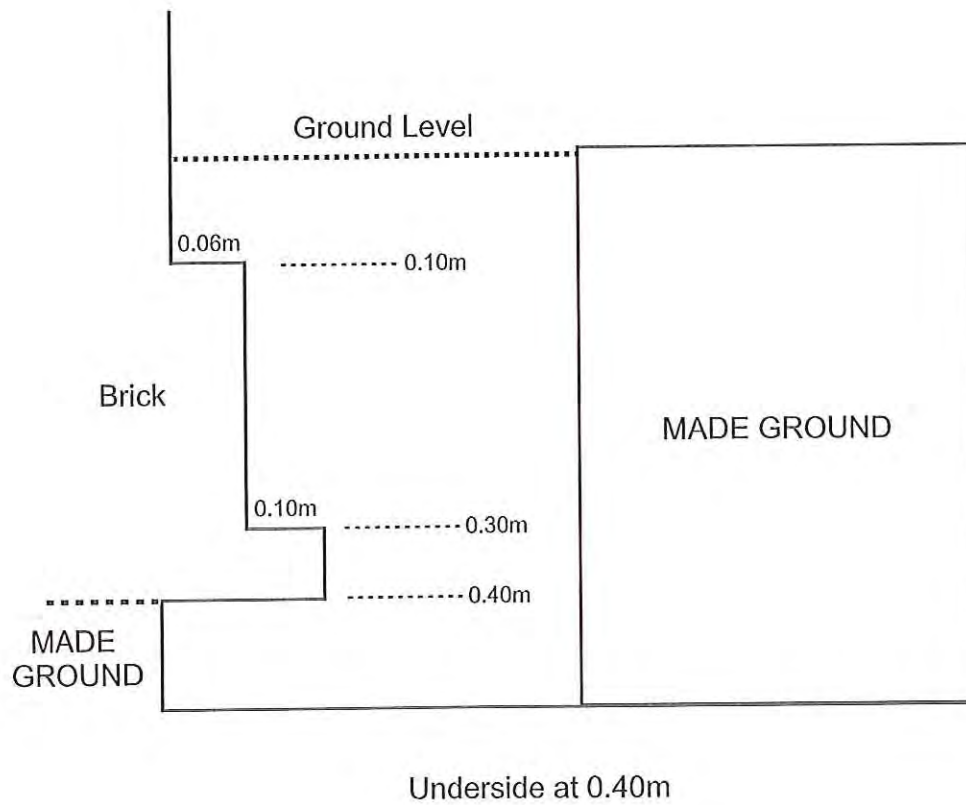 Ground Level
0.06m
0.10m
Brick
MADE GROUND
0.10m
0.30m
0.40m
MADE
GROUND
Underside at 0.40m